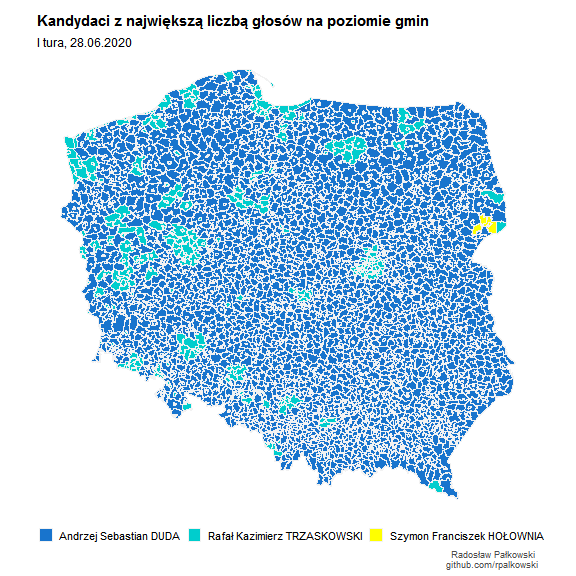 Kandydaci z największą liczbą głosów na poziomie gmin
I tura, 28.06.2020
Andrzej Sebastian DUDA Rafał Kazimierz TRZASKOWSKI Szymon Franciszek HOŁOWNIA
Radosław Pałkowski
github.com/rpalkowski